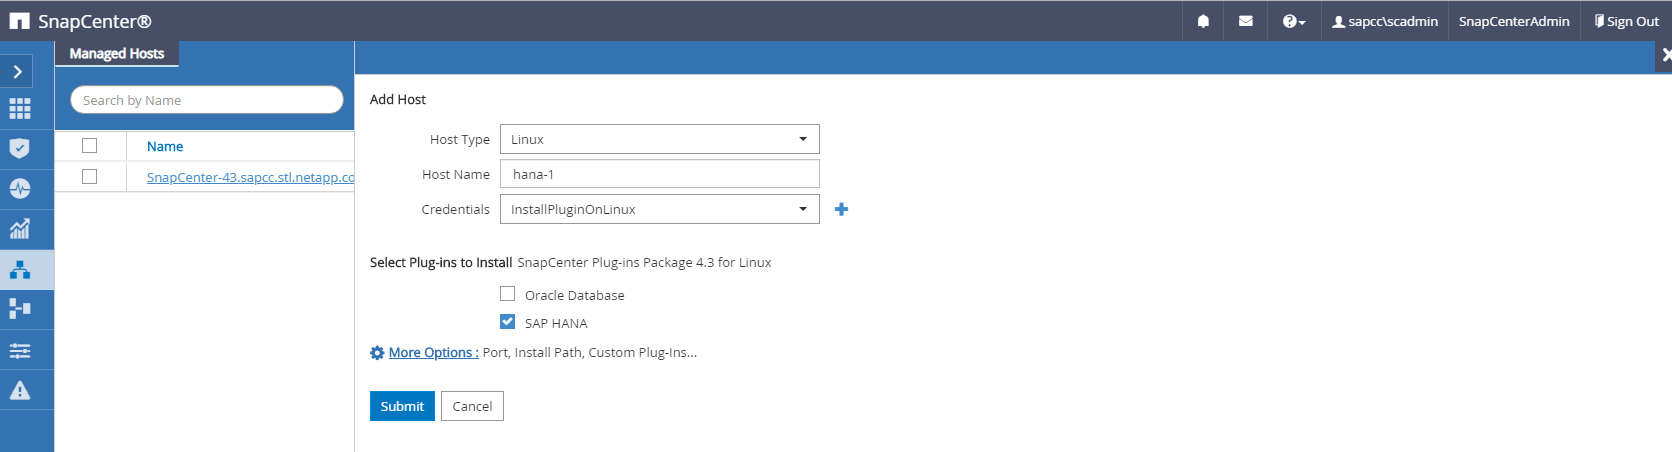 SnapCenter®
sapcc\scadmin SnapCenterAdmin Sign Out
Managed Hosts
Search by Name
Name
SnapCenter-43.sapcc.stl.netapp.co
Add Host
Host Type Linux
Host Name hana-1
Credentials InstallPluginOnLinux
Select Plug-ins to Install SnapCenter Plug-ins Package 4.3 for Linux
Oracle Database
SAP HANA
More Options : Port, Install Path, Custom Plug-Ins...
Submit Cancel